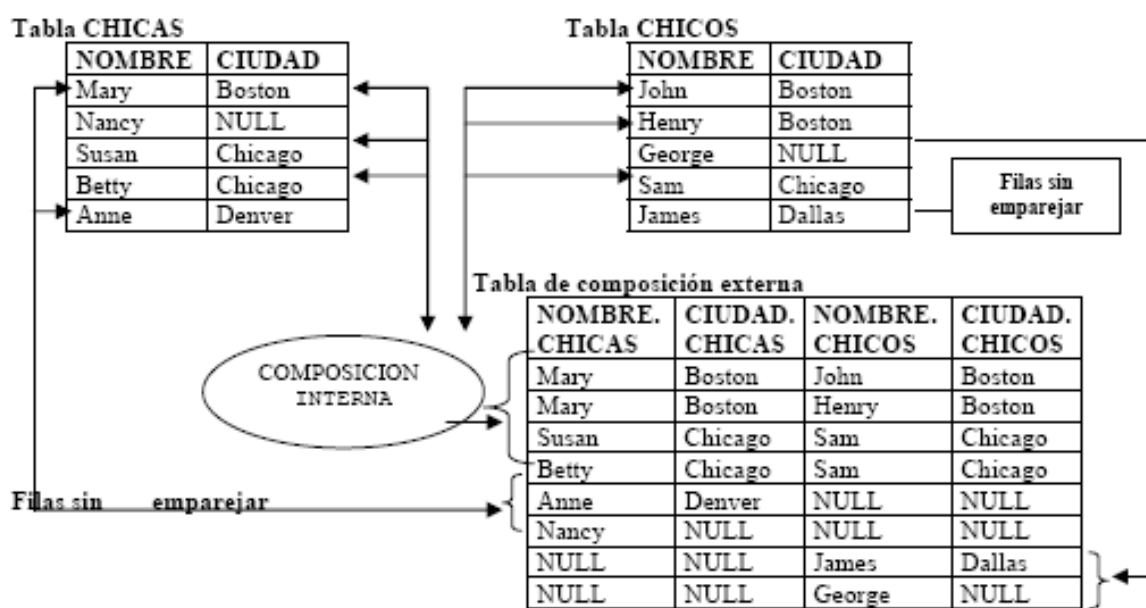 Tabla CHICAS
NOMBRE CIUDAD
Mary Boston
Nancy NULL
Susan Chicago
Betty Chicago
Anne Denver
Tabla CHICOS
NOMBRE CIUDAD
John Boston
Henry Boston
George NULL
Sam Chicago
James Dallas
Filas sin
emparejar
Tabla de composición externa
NOMBRE. CIUDAD. NOMBRE. CIUDAD.
CHICAS CHICAS CHICOS CHICOS
Mary Boston John Boston
Mary Boston Henry Boston
Susan Chicago Sam Chicago
Betty Chicago Sam Chicago
Anne Denver NULL NULL
Nancy NULL NULL NULL
NULL NULL James Dallas
NULL NULL George NULL
COMPOSICION
INTERNA
Filas sin emparejar